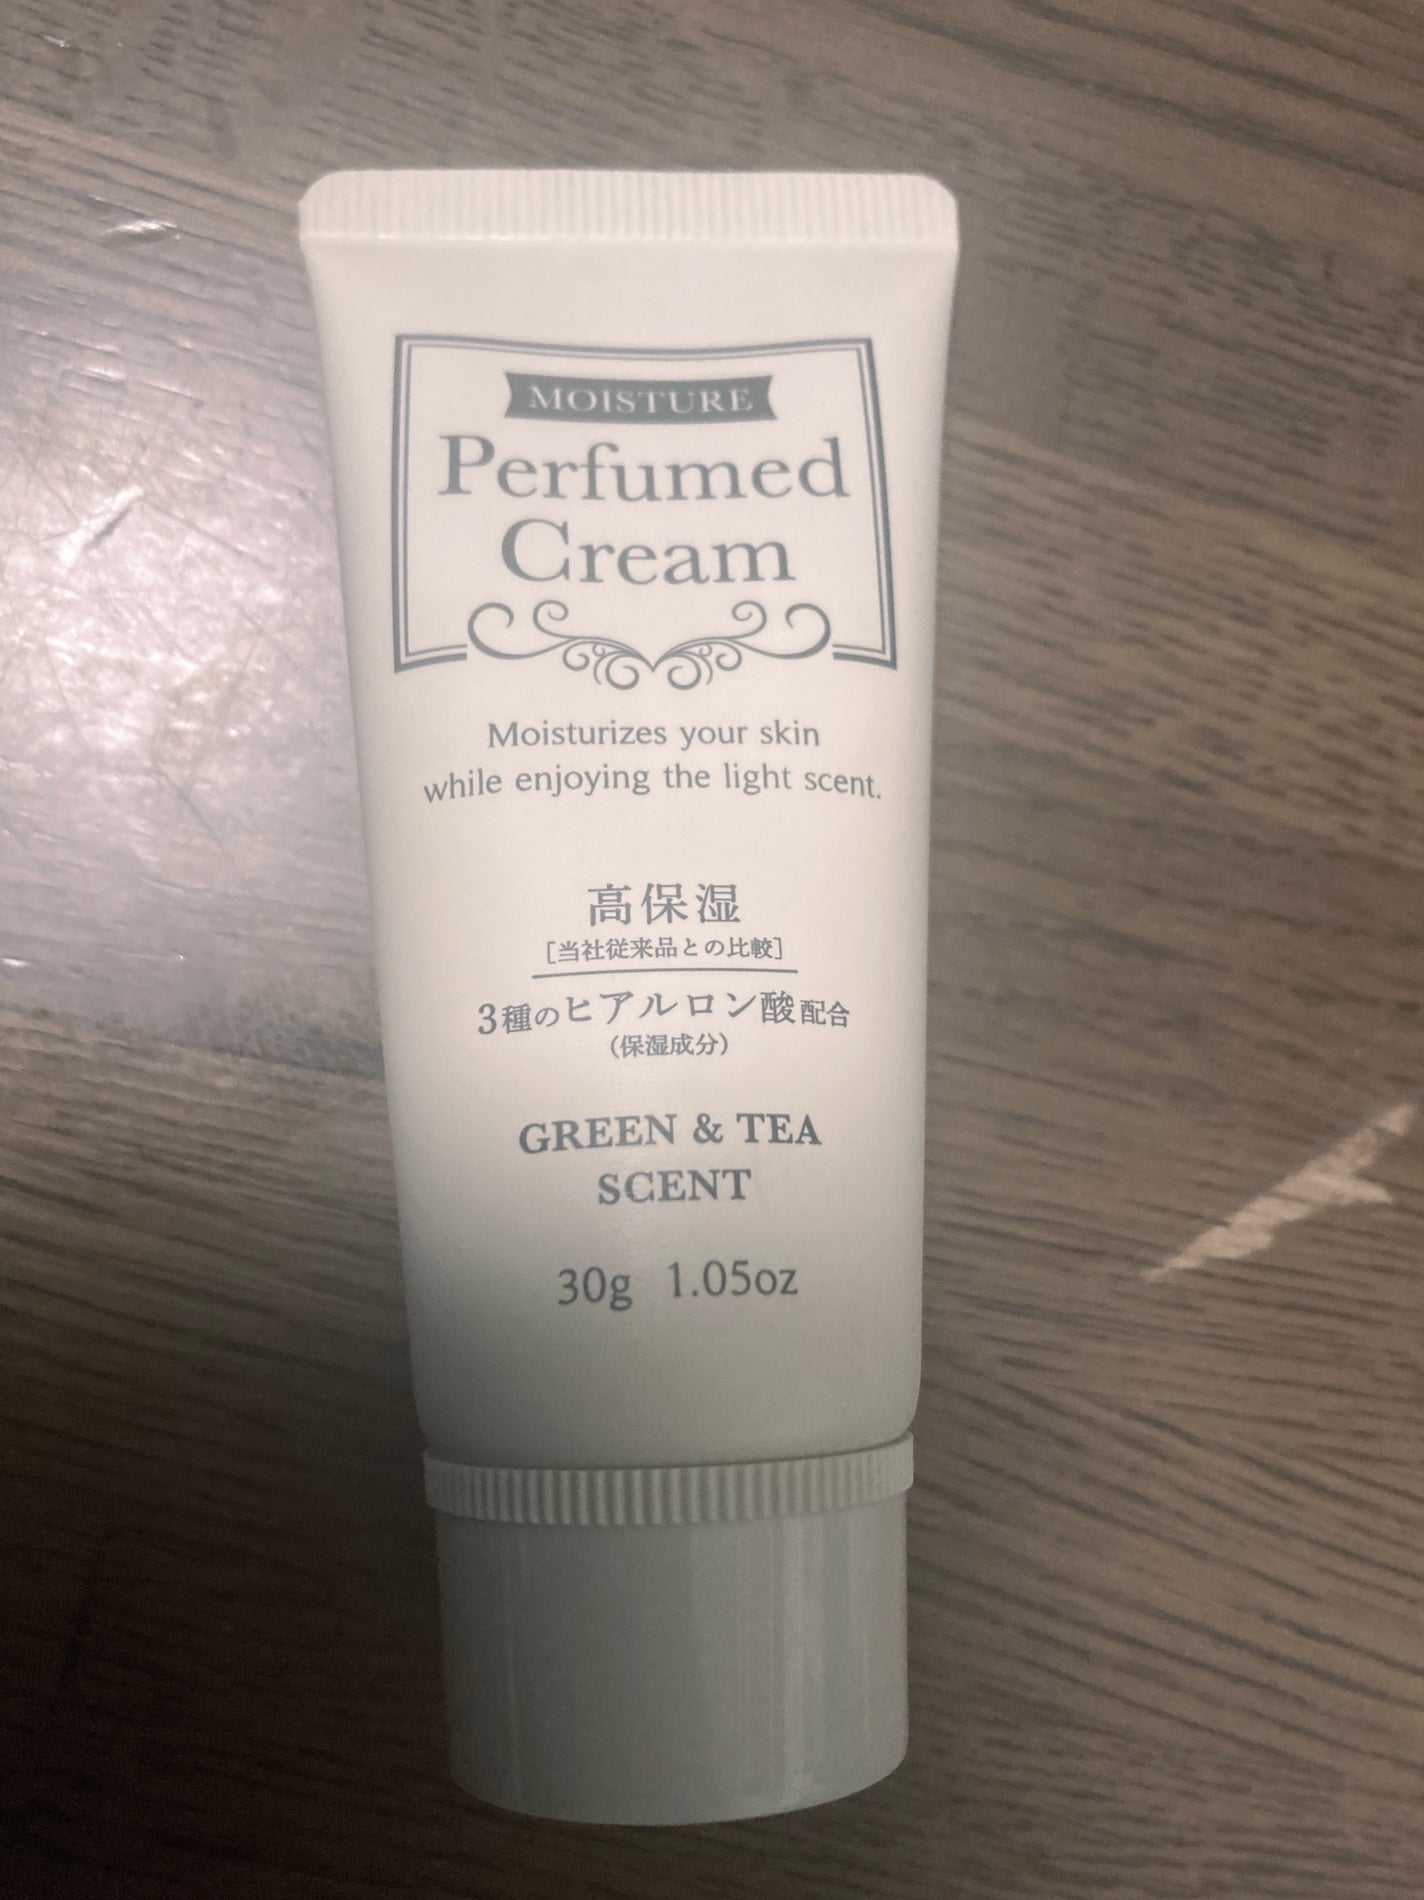 MOISTURE
Perfumed
Cream
Moisturizes your skin
while enjoying the light scent.
高保湿
[当社従来品との比較]
3種のヒアルロン酸配合
(保湿成分)
GREEN & TEA
SCENT
30g 1.05oz